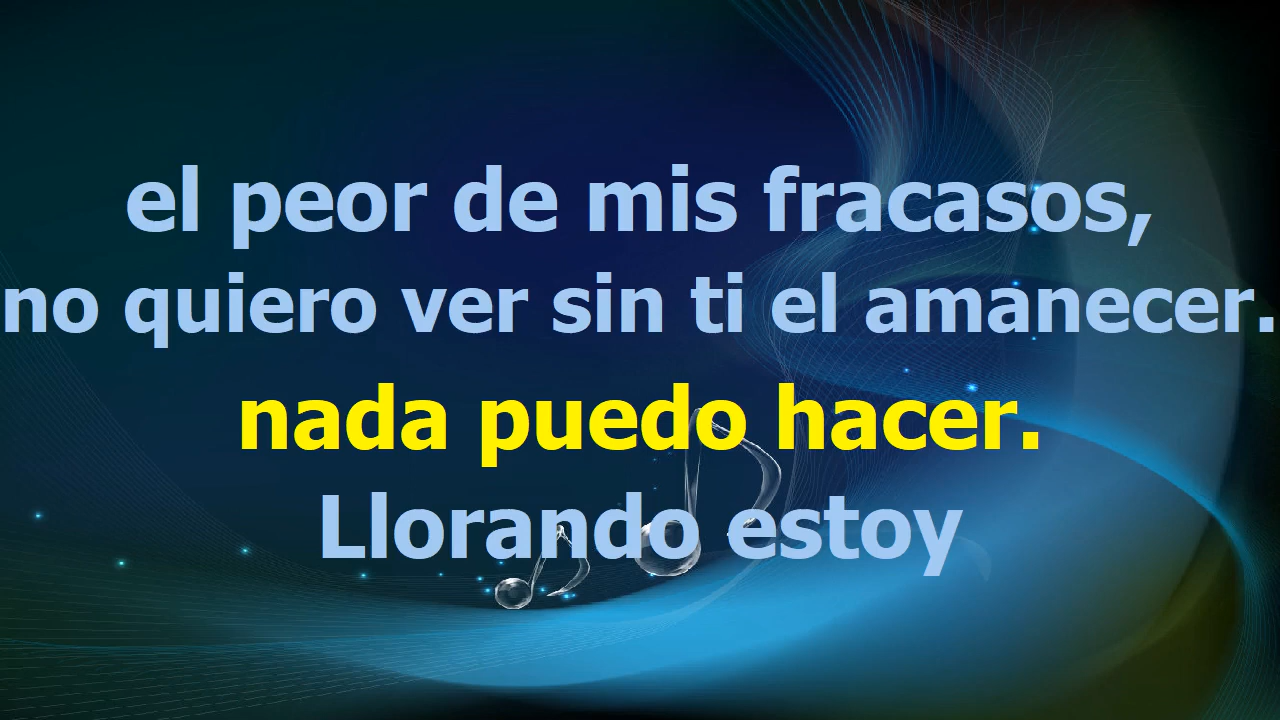 el peor de mis fracasos,
no quiero ver sin ti el amanecer.
nada puedo hacer.
Llorando estoy